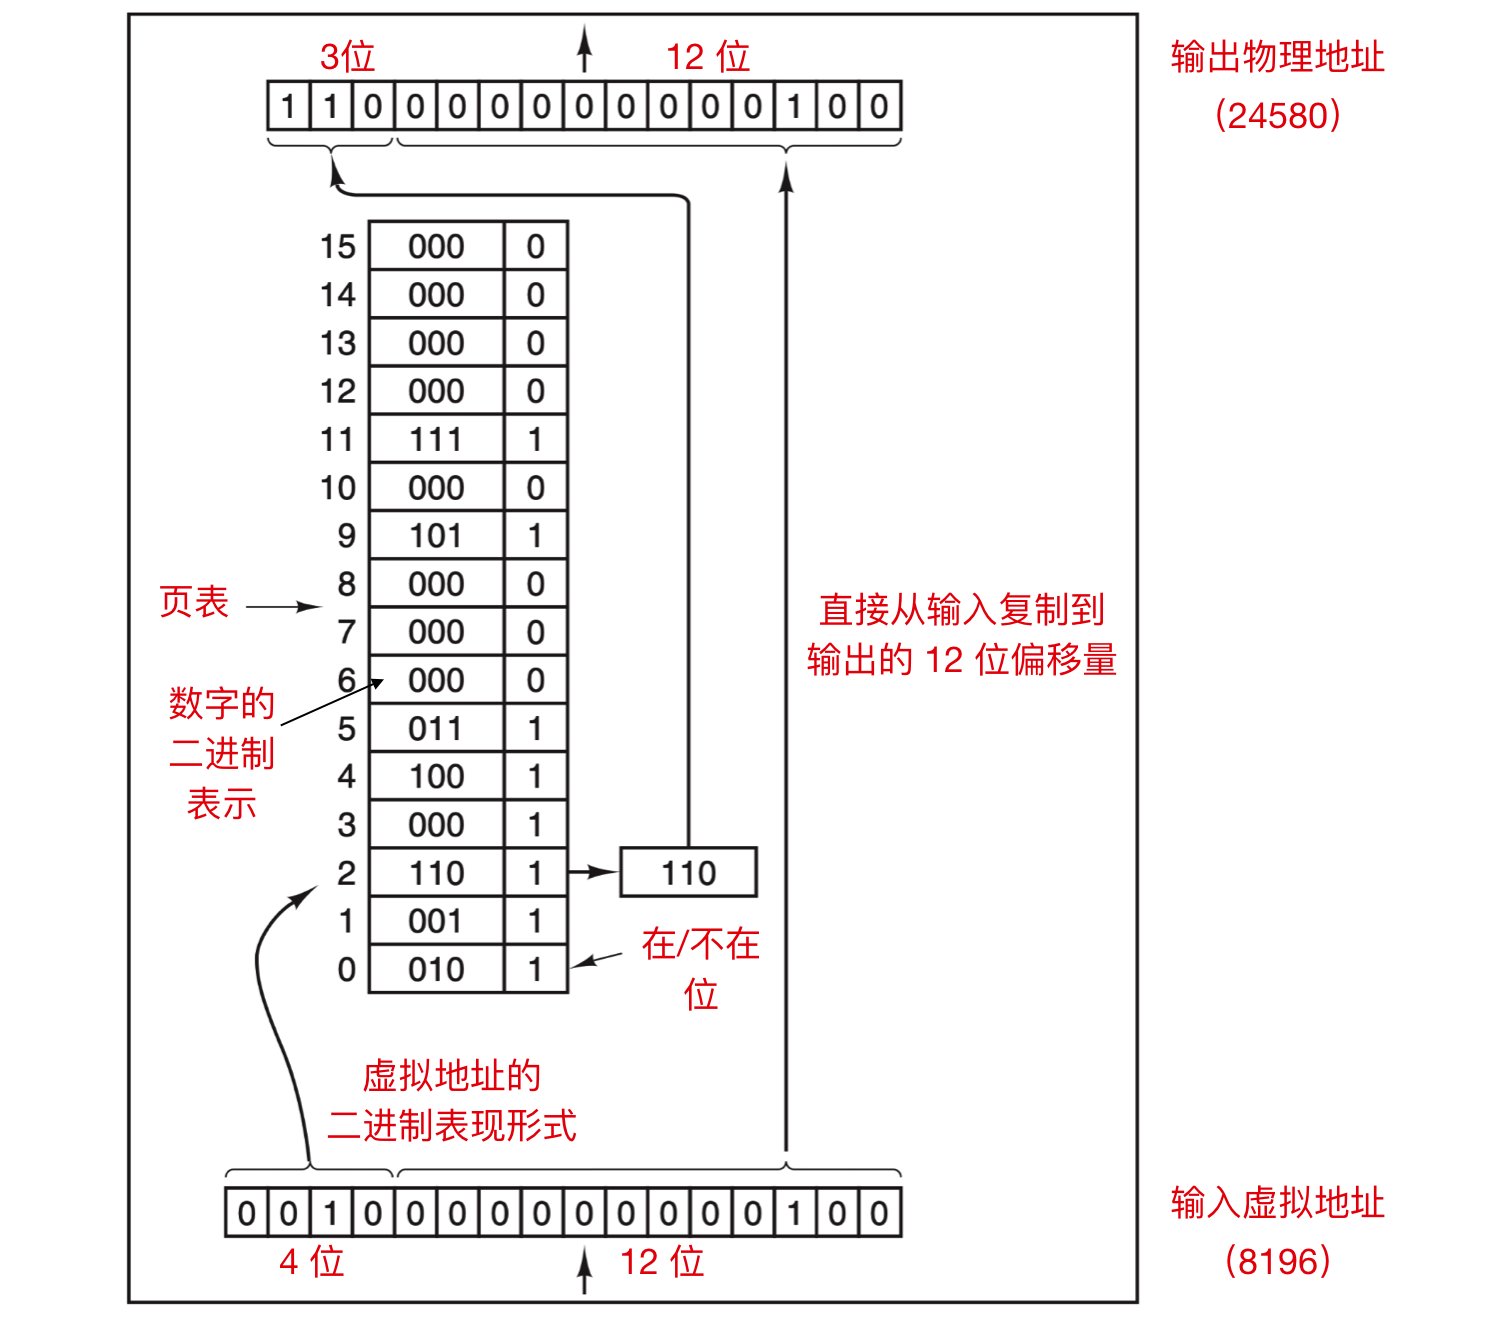 3位 12 位 输出物理地址
1 1 0 0 0 0 0 0 0 0 0 0 1 0 0 （24580）
15 000 0
14 000 0
13 000 0
12 000 0
11 111 1
10 000 0
9 101 1
8 000 0
页表
7 000 0
6 000 0
5 011 1
4 100 1
3 000 1
2 110 1 110
1 001 1
0 010 1
数字的
二进制
表示
直接从输入复制到
输出的 12 位偏移量
在/不在
位
虚拟地址的
二进制表现形式
0 0 1 0 0 0 0 0 0 0 0 0 0 1 0 0
4 位 12 位
输入虚拟地址
（8196）